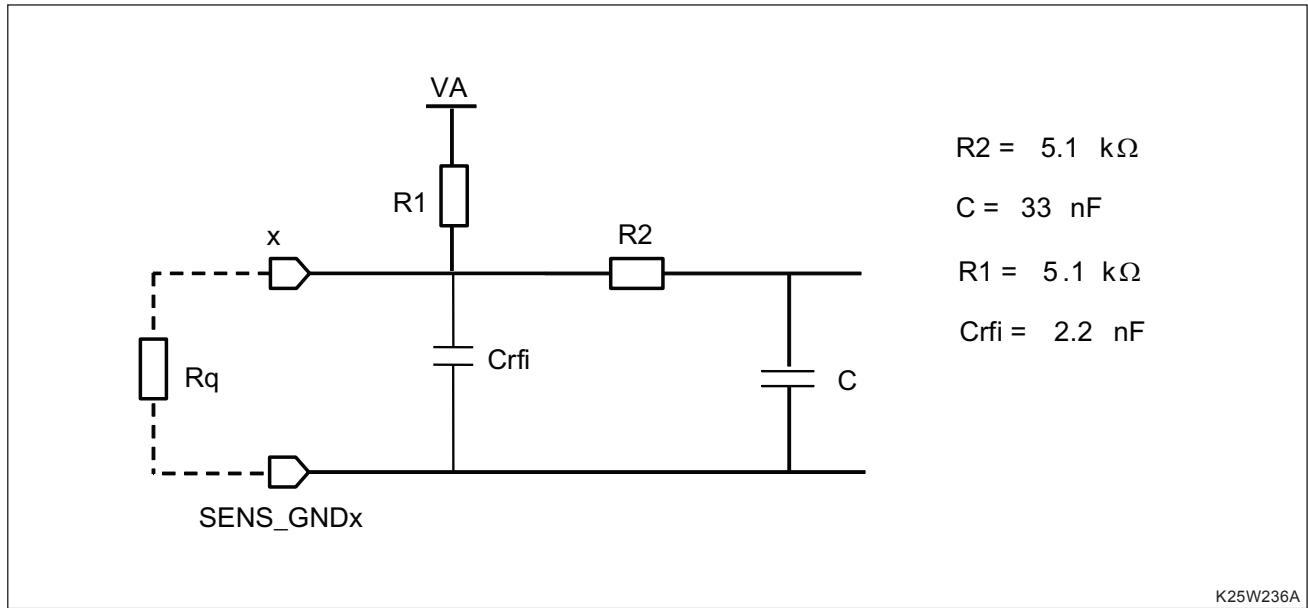 VA
R1
x
R2
Rq
Crfi
C
SENS_GNDx
R2 = 5.1 kΩ
C = 33 nF
R1 = 5.1 kΩ
Crfi = 2.2 nF
K25W236A